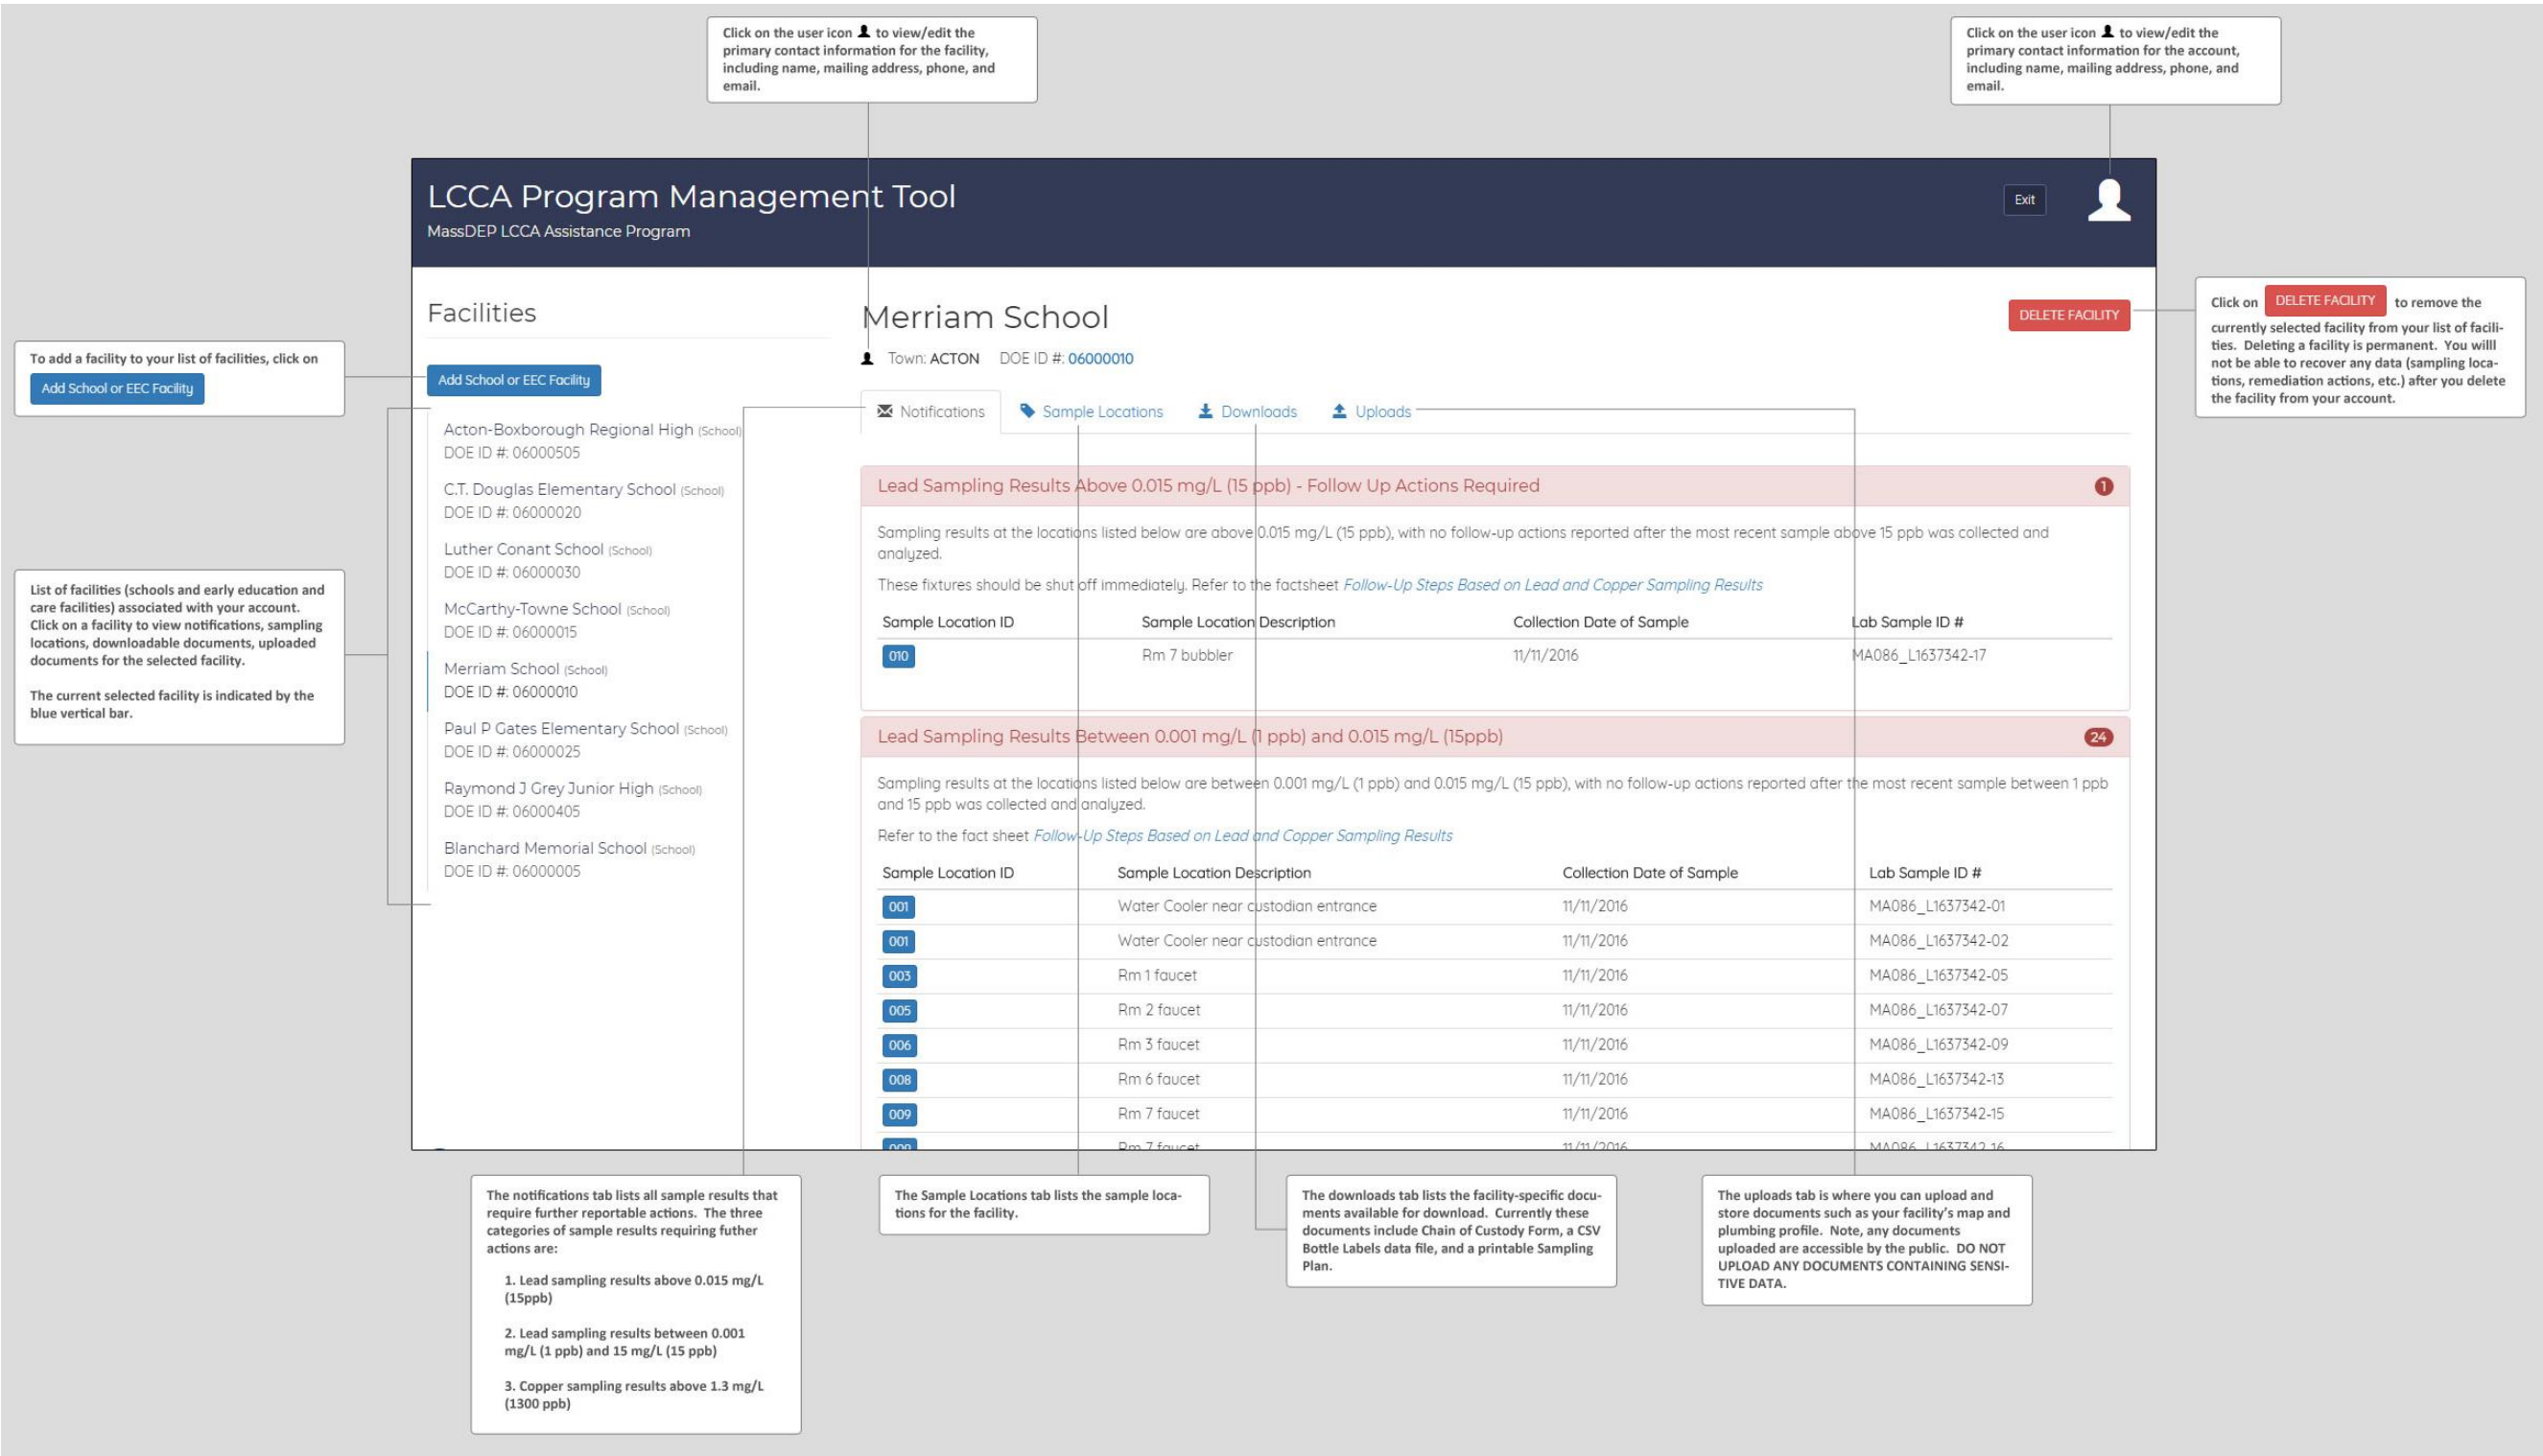 Click on the user icon to view/edit the
primary contact information for the facility,
including name, mailing address, phone, and
email.
Click on the user icon to view/edit the
primary contact information for the account,
including name, mailing address, phone, and
email.
LCCA Program Management Tool
MassDEP LCCA Assistance Program
Exit
Facilities
To add a facility to your list of facilities, click on
Add School or EEC Facility
Add School or EEC Facility
Acton-Boxborough Regional High (School)
DOE ID #: 06000505
C.T. Douglas Elementary School (School)
DOE ID #: 06000020
Luther Conant School (School)
DOE ID #: 06000030
McCarthy-Towne School (School)
DOE ID #: 06000015
Merriam School (School)
DOE ID #: 06000010
Paul P Gates Elementary School (School)
DOE ID #: 06000025
Raymond J Grey Junior High (School)
DOE ID #: 06000405
Blanchard Memorial School (School)
DOE ID #: 06000005
List of facilities (schools and early education and
care facilities) associated with your account.
Click on a facility to view notifications, sampling
locations, downloadable documents, uploaded
documents for the selected facility.
The current selected facility is indicated by the
blue vertical bar.
Merriam School
DELETE FACILITY
Town: ACTON DOE ID #: 06000010
Click on DELETE FACILITY to remove the
currently selected facility from your list of facili-
ties. Deleting a facility is permanent. You willl
not be able to recover any data (sampling loca-
tions, remediation actions, etc.) after you delete
the facility from your account.
Notifications Sample Locations Downloads Uploads
Lead Sampling Results Above 0.015 mg/L (15 ppb) - Follow Up Actions Required 1
Sampling results at the locations listed below are above 0.015 mg/L (15 ppb), with no follow-up actions reported after the most recent sample above 15 ppb was collected and
analyzed.
These fixtures should be shut off immediately. Refer to the factsheet Follow-Up Steps Based on Lead and Copper Sampling Results
Sample Location ID Sample Location Description Collection Date of Sample Lab Sample ID #
010 Rm 7 bubbler 11/11/2016 MA086_L1637342-17
Lead Sampling Results Between 0.001 mg/L (1 ppb) and 0.015 mg/L (15ppb) 24
Sampling results at the locations listed below are between 0.001 mg/L (1 ppb) and 0.015 mg/L (15 ppb), with no follow-up actions reported after the most recent sample between 1 ppb
and 15 ppb was collected and analyzed.
Refer to the fact sheet Follow-Up Steps Based on Lead and Copper Sampling Results
Sample Location ID Sample Location Description Collection Date of Sample Lab Sample ID #
001 Water Cooler near custodian entrance 11/11/2016 MA086_L1637342-01
001 Water Cooler near custodian entrance 11/11/2016 MA086_L1637342-02
003 Rm 1 faucet 11/11/2016 MA086_L1637342-05
005 Rm 2 faucet 11/11/2016 MA086_L1637342-07
006 Rm 3 faucet 11/11/2016 MA086_L1637342-09
008 Rm 6 faucet 11/11/2016 MA086_L1637342-13
009 Rm 7 faucet 11/11/2016 MA086_L1637342-15
009 Rm 7 faucet 11/11/2016 MA086_L1637342-16
The notifications tab lists all sample results that
require further reportable actions. The three
categories of sample results requiring futher
actions are:
1. Lead sampling results above 0.015 mg/L
(15ppb)
2. Lead sampling results between 0.001
mg/L (1 ppb) and 15 mg/L (15 ppb)
3. Copper sampling results above 1.3 mg/L
(1300 ppb)
The Sample Locations tab lists the sample loca-
tions for the facility.
The downloads tab lists the facility-specific docu-
ments available for download. Currently these
documents include Chain of Custody Form, a CSV
Bottle Labels data file, and a printable Sampling
Plan.
The uploads tab is where you can upload and
store documents such as your facility's map and
plumbing profile. Note, any documents
uploaded are accessible by the public. DO NOT
UPLOAD ANY DOCUMENTS CONTAINING SENSI-
TIVE DATA.